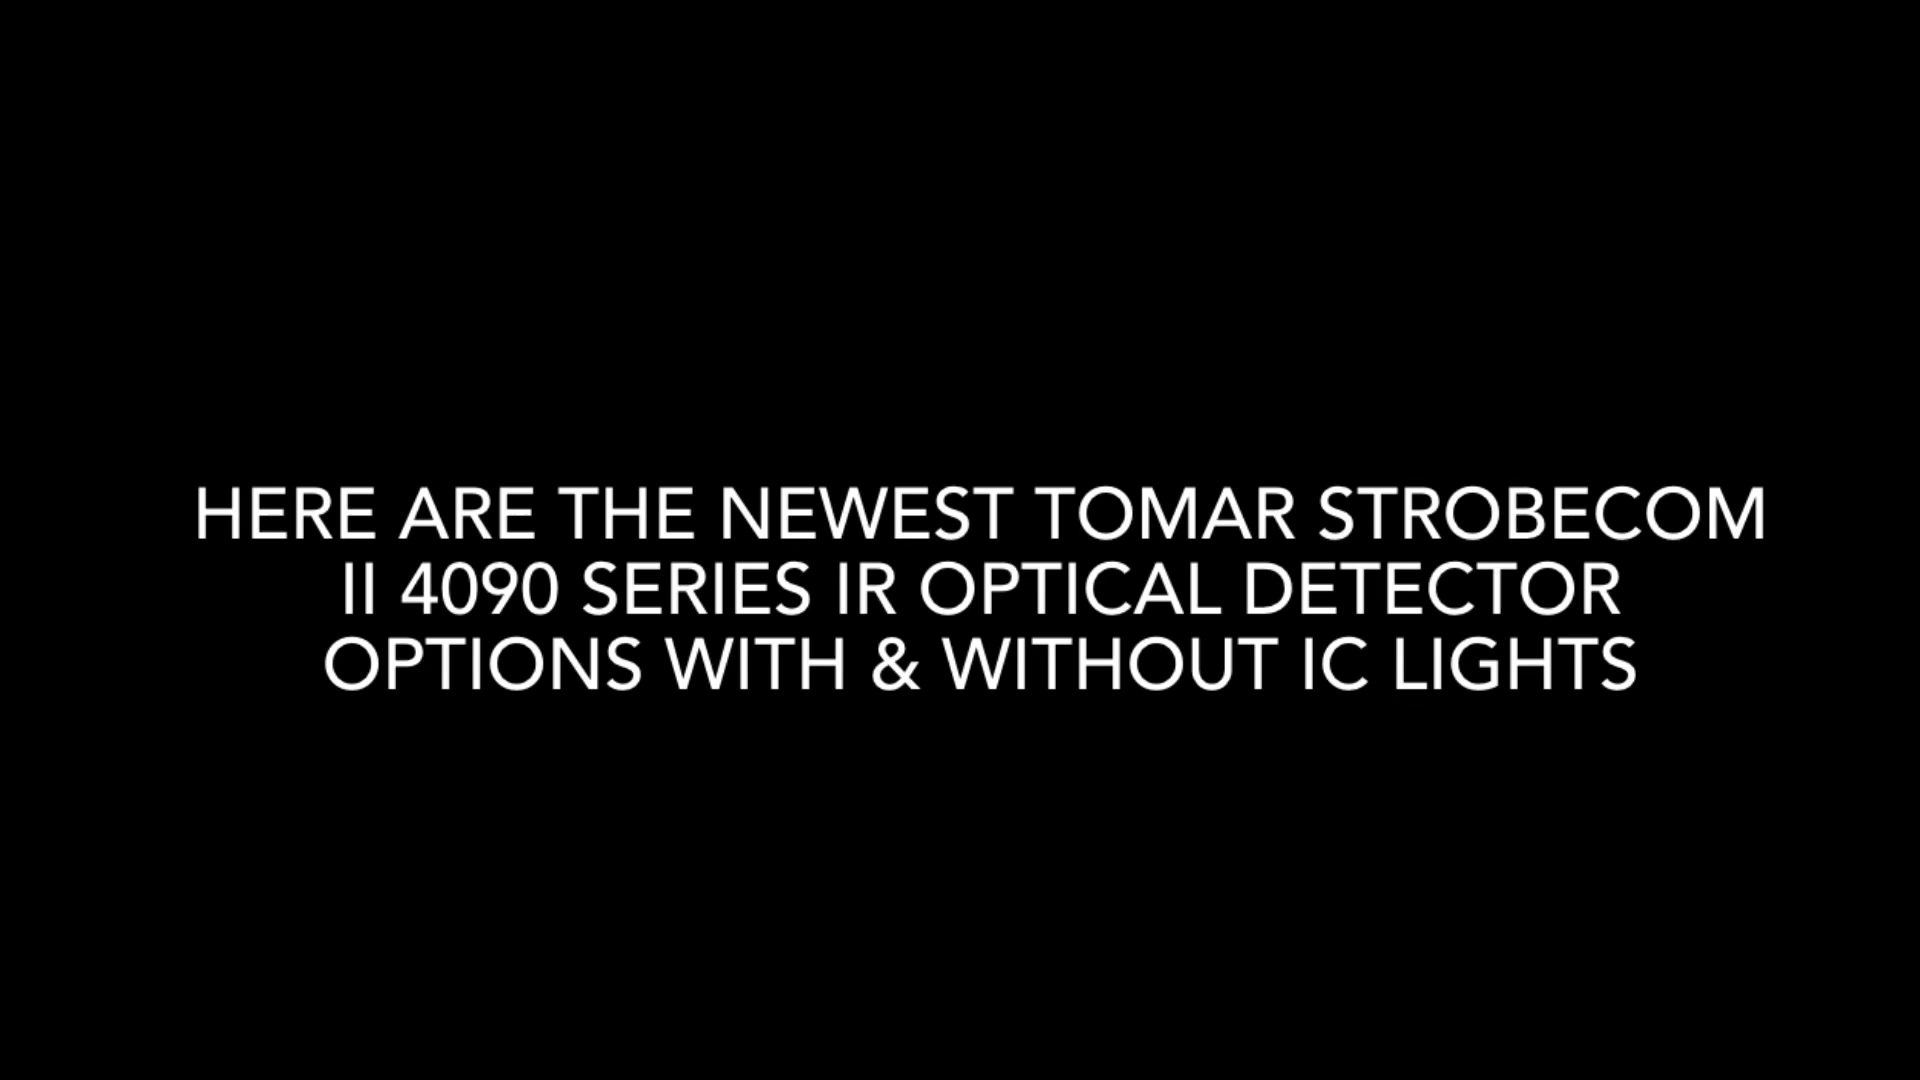 HERE ARE THE NEWEST TOMAR STROBECOM
II 4090 SERIES IR OPTICAL DETECTOR
OPTIONS WITH & WITHOUT IC LIGHTS